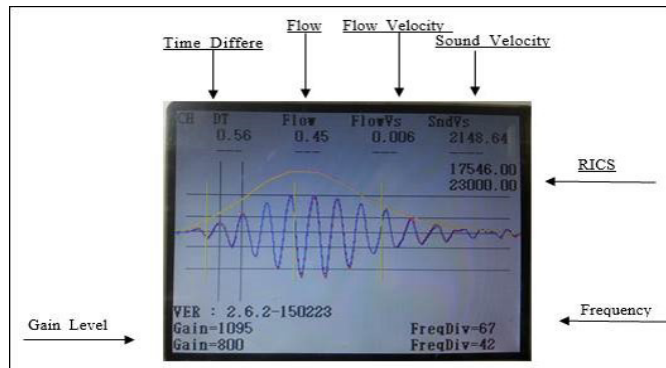 Flow Flow Velocity
Time Differe Sound Velocity
CH DT Flow FlowVs SndVs
0.56 0.45 0.006 2148.64
---- ---- ---- ----
17546.00
23000.00
RICS
VER : 2.6.2-150223
Gain=1095 FreqDiv=67
Gain=800 FreqDiv=42
Gain Level
Frequency